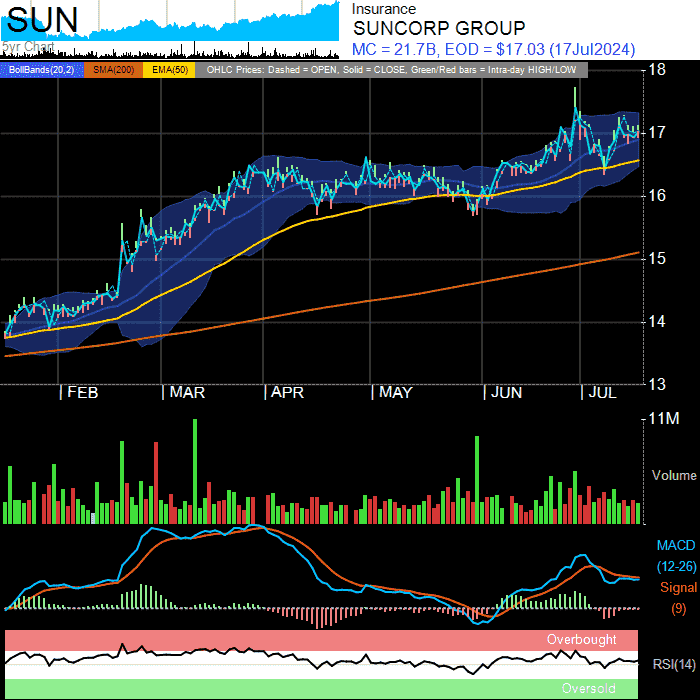 SUN
5yr Chart
Insurance
SUNCORP GROUP
MC = 21.7B, EOD = $17.03 (17Jul2024)
BollBands(20,2) SMA(200) EMA(50) OHLC Prices: Dashed = OPEN, Solid = CLOSE, Green/Red bars = Intra-day HIGH/LOW
18
17
16
15
14
13
FEB MAR APR MAY JUN JUL
11M
Volume
MACD
(12-26)
Signal
(9)
Overbought
RSI(14)
Oversold